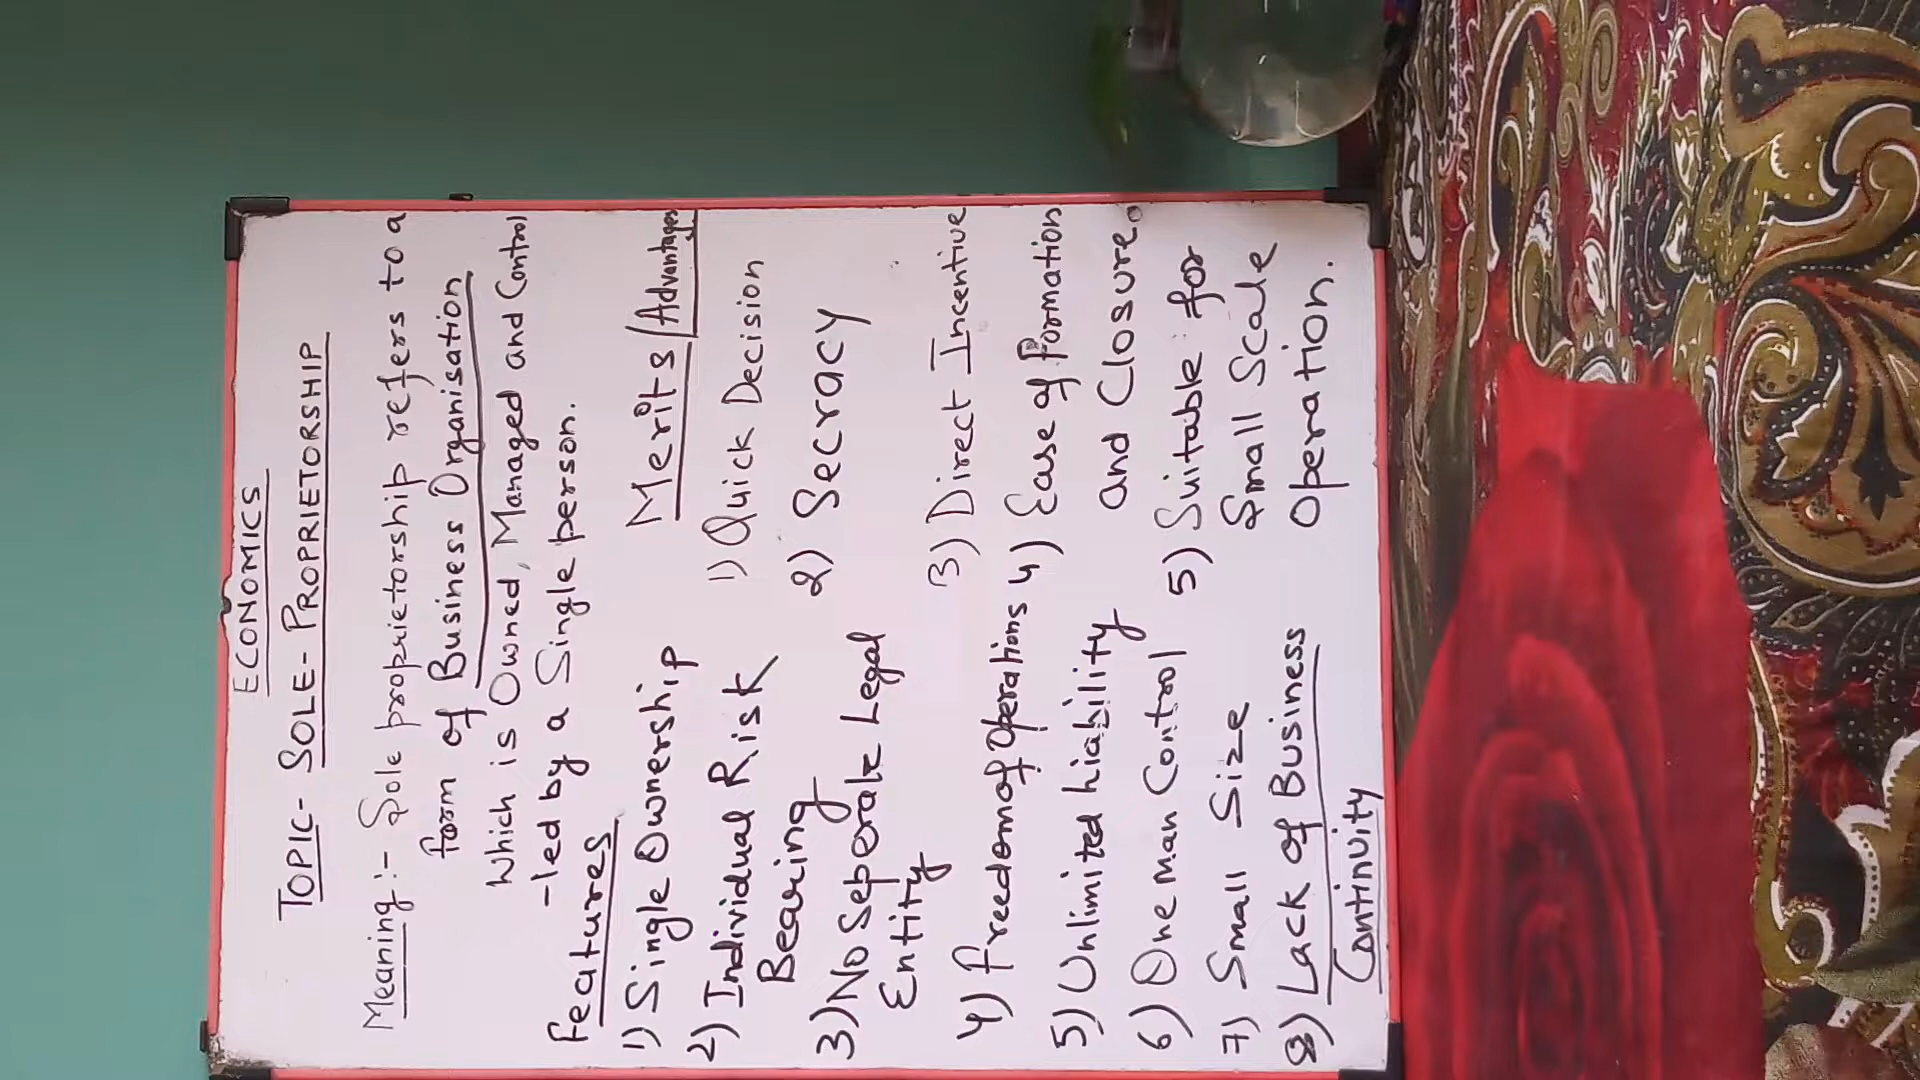 ECONOMICS
TOPIC- SOLE-PROPRIETORSHIP
Meaning:- Sole proprietorship refers to a
form of Business Organisation
which is Owned, Managed and Control
-led by a Single person.
Features
1) Single Ownership
2) Individual Risk
Bearing
3) No Seperate Legal
Entity
4) Freedom of Operations
5) Unlimited liability
6) One man Control
7) Small Size
8) Lack of Business
Continuity
Merits/Advantages
1) Quick Decision
2) Secracy
3) Direct Incentive
4) Ease of Formation
and Closure.
5) Suitable for
Small Scale
Operation.